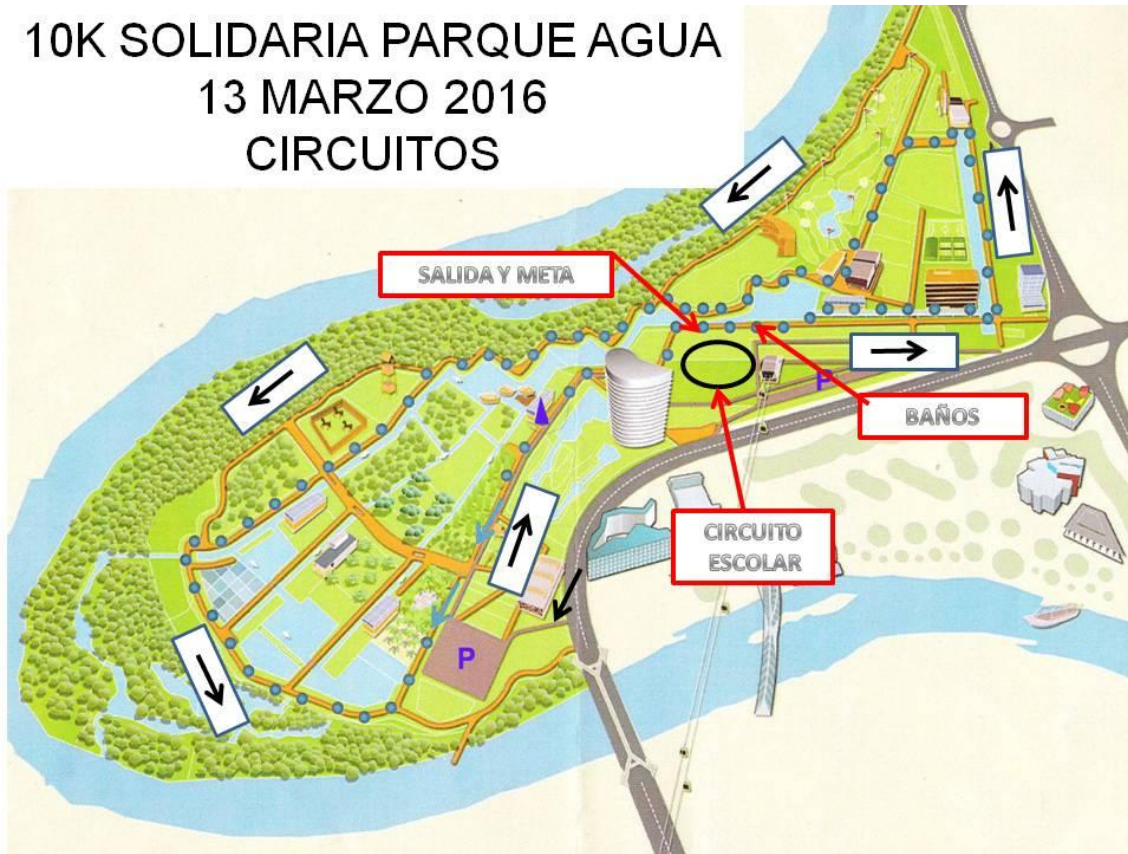 10K SOLIDARIA PARQUE AGUA
13 MARZO 2016
CIRCUITOS
SALIDA Y META
P
BAÑOS
CIRCUITO
ESCOLAR
P